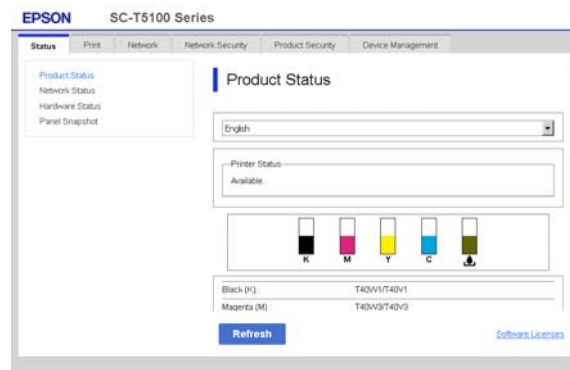 EPSON SC-T5100 Series
Status Print Network Network Security Product Security Device Management
Product Status
Network Status
Hardware Status
Panel Snapshot
Product Status
English
Printer Status
Available.
K M Y C
Black (K) : T40W1/T40V1
Magenta (M) : T40W3/T40V3
Refresh
Software Licenses